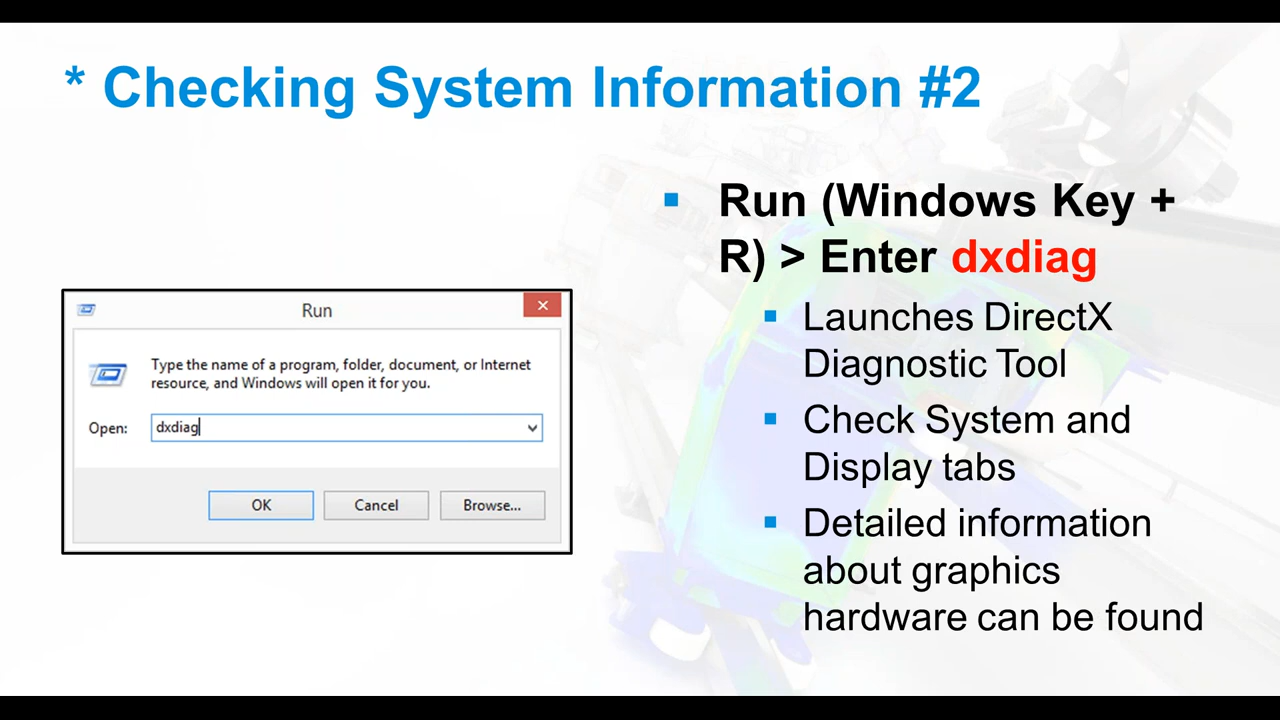 * Checking System Information #2
Run (Windows Key +
R) > Enter dxdiag
Launches DirectX
Diagnostic Tool
Check System and
Display tabs
Detailed information
about graphics
hardware can be found
Run
Type the name of a program, folder, document, or Internet
resource, and Windows will open it for you.
Open: dxdiag
OK Cancel Browse...